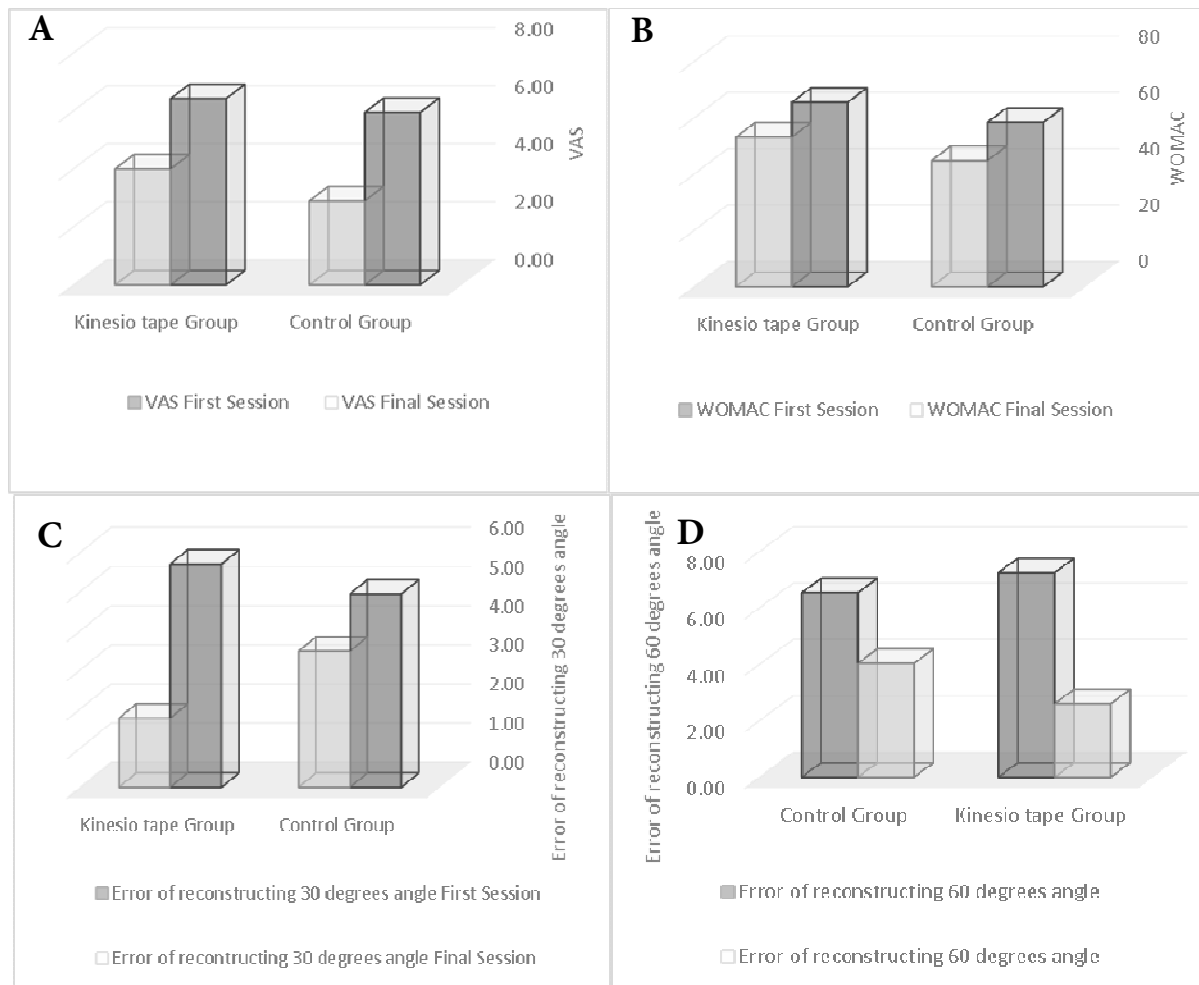 A
8.00
6.00
4.00
2.00
0.00
VAS
Kinesio tape Group
Control Group
VAS First Session
VAS Final Session
B
80
60
40
20
0
WOMAC
Kinesio tape Group
Control Group
WOMAC First Session
WOMAC Final Session
C
6.00
5.00
4.00
3.00
2.00
1.00
0.00
Error of reconstructing 30 degrees angle
Kinesio tape Group
Control Group
Error of reconstructing 30 degrees angle First Session
Error of recontructing 30 degrees angle Final Session
D
Error of reconstructing 60 degrees angle
8.00
6.00
4.00
2.00
0.00
Control Group
Kinesio tape Group
Error of reconstructing 60 degrees angle
Error of reconstructing 60 degrees angle